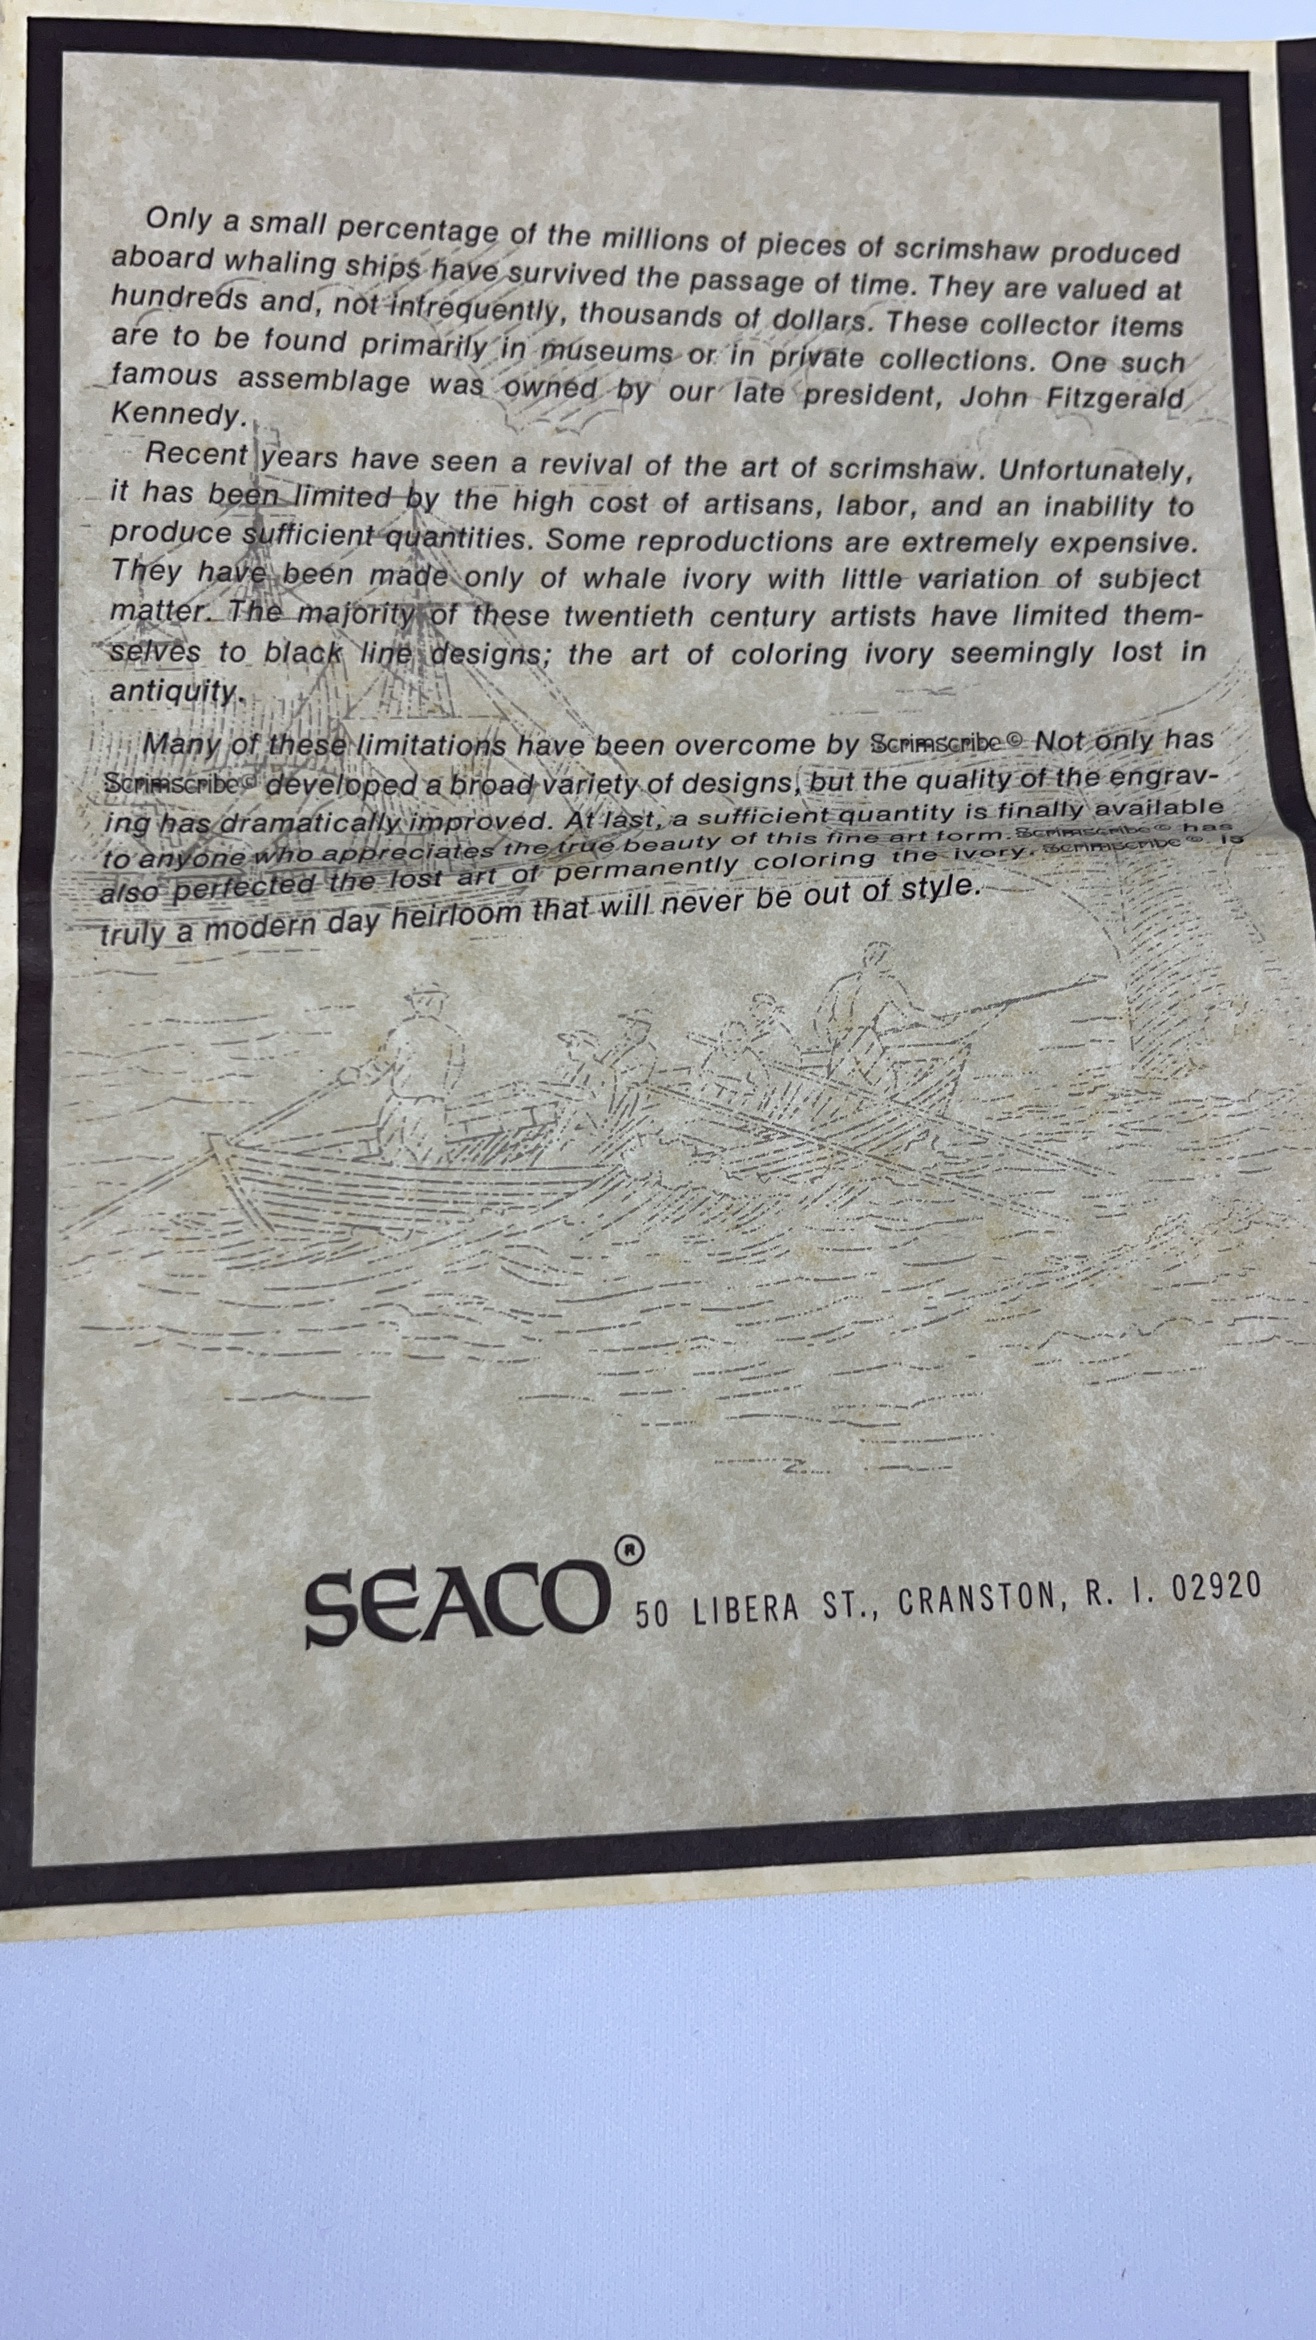 Only a small percentage of the millions of pieces of scrimshaw produced
aboard whaling ships have survived the passage of time. They are valued at
hundreds and, not infrequently, thousands of dollars. These collector items
are to be found primarily in museums or in private collections. One such
famous assemblage was owned by our late president, John Fitzgerald
Kennedy.
Recent years have seen a revival of the art of scrimshaw. Unfortunately,
it has been limited by the high cost of artisans, labor, and an inability to
produce sufficient quantities. Some reproductions are extremely expensive.
They have been made only of whale ivory with little variation of subject
matter. The majority of these twentieth century artists have limited them-
selves to black line designs; the art of coloring ivory seemingly lost in
antiquity.
Many of these limitations have been overcome by Scrimscribe© Not only has
Scrimscribe© developed a broad variety of designs, but the quality of the engrav-
ing has dramatically improved. At last, a sufficient quantity is finally available
to anyone who appreciates the true beauty of this fine art form. Scrimscribe© has
also perfected the lost art of permanently coloring the ivory. Scrimscribe©. is
truly a modern day heirloom that will never be out of style.
SEACO® 50 LIBERA ST., CRANSTON, R. I. 02920